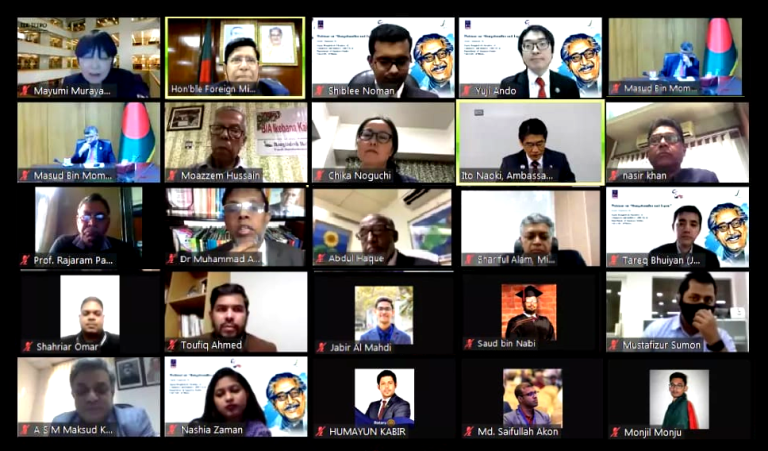 Mayumi Muraya...
Hon'ble Foreign Mi...
Shiblee Noman
Yuji Ando
Masud Bin Mom...
Masud Bin Mom...
Moazzem Hussain
Chika Noguchi
Ito Naoki, Ambassa...
nasir khan
Prof. Rajaram Pa...
Dr Muhammad A...
Abdul Haque
Shariful Alam, Mi...
Tareq Bhuiyan (J...
Shahriar Omar
Toufiq Ahmed
Jabir Al Mahdi
Saud bin Nabi
Mustafizur Sumon
A S M Maksud K...
Nashia Zaman
HUMAYUN KABIR
Md. Saifullah Akon
Monjil Monju